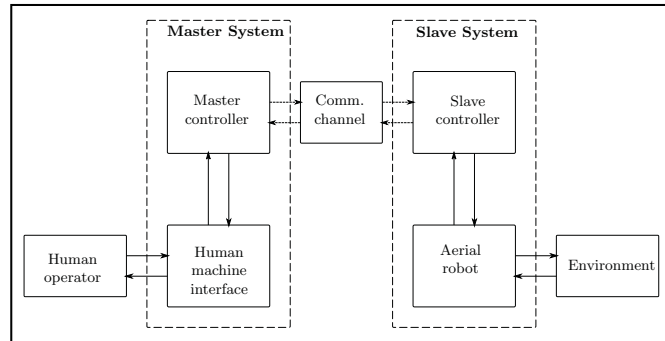 Master System
Slave System
Master
controller
Comm.
channel
Slave
controller
Human
operator
Human
machine
interface
Aerial
robot
Environment